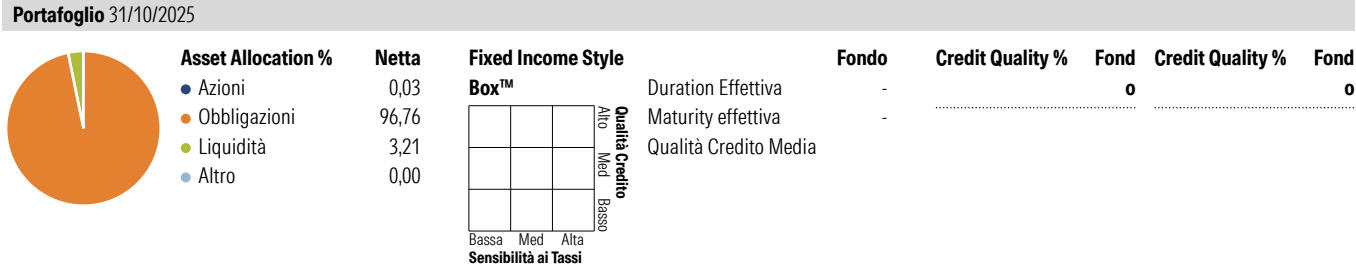 Portafoglio 31/10/2025
Asset Allocation % Netta
Azioni 0,03
Obbligazioni 96,76
Liquidità 3,21
Altro 0,00
Fixed Income Style
Box™
Alto Med Basso
Qualità Credito
Bassa Med Alta
Sensibilità ai Tassi
Fondo
Duration Effettiva -
Maturity effettiva -
Qualità Credito Media
Credit Quality % Fond
o
Credit Quality % Fond
o